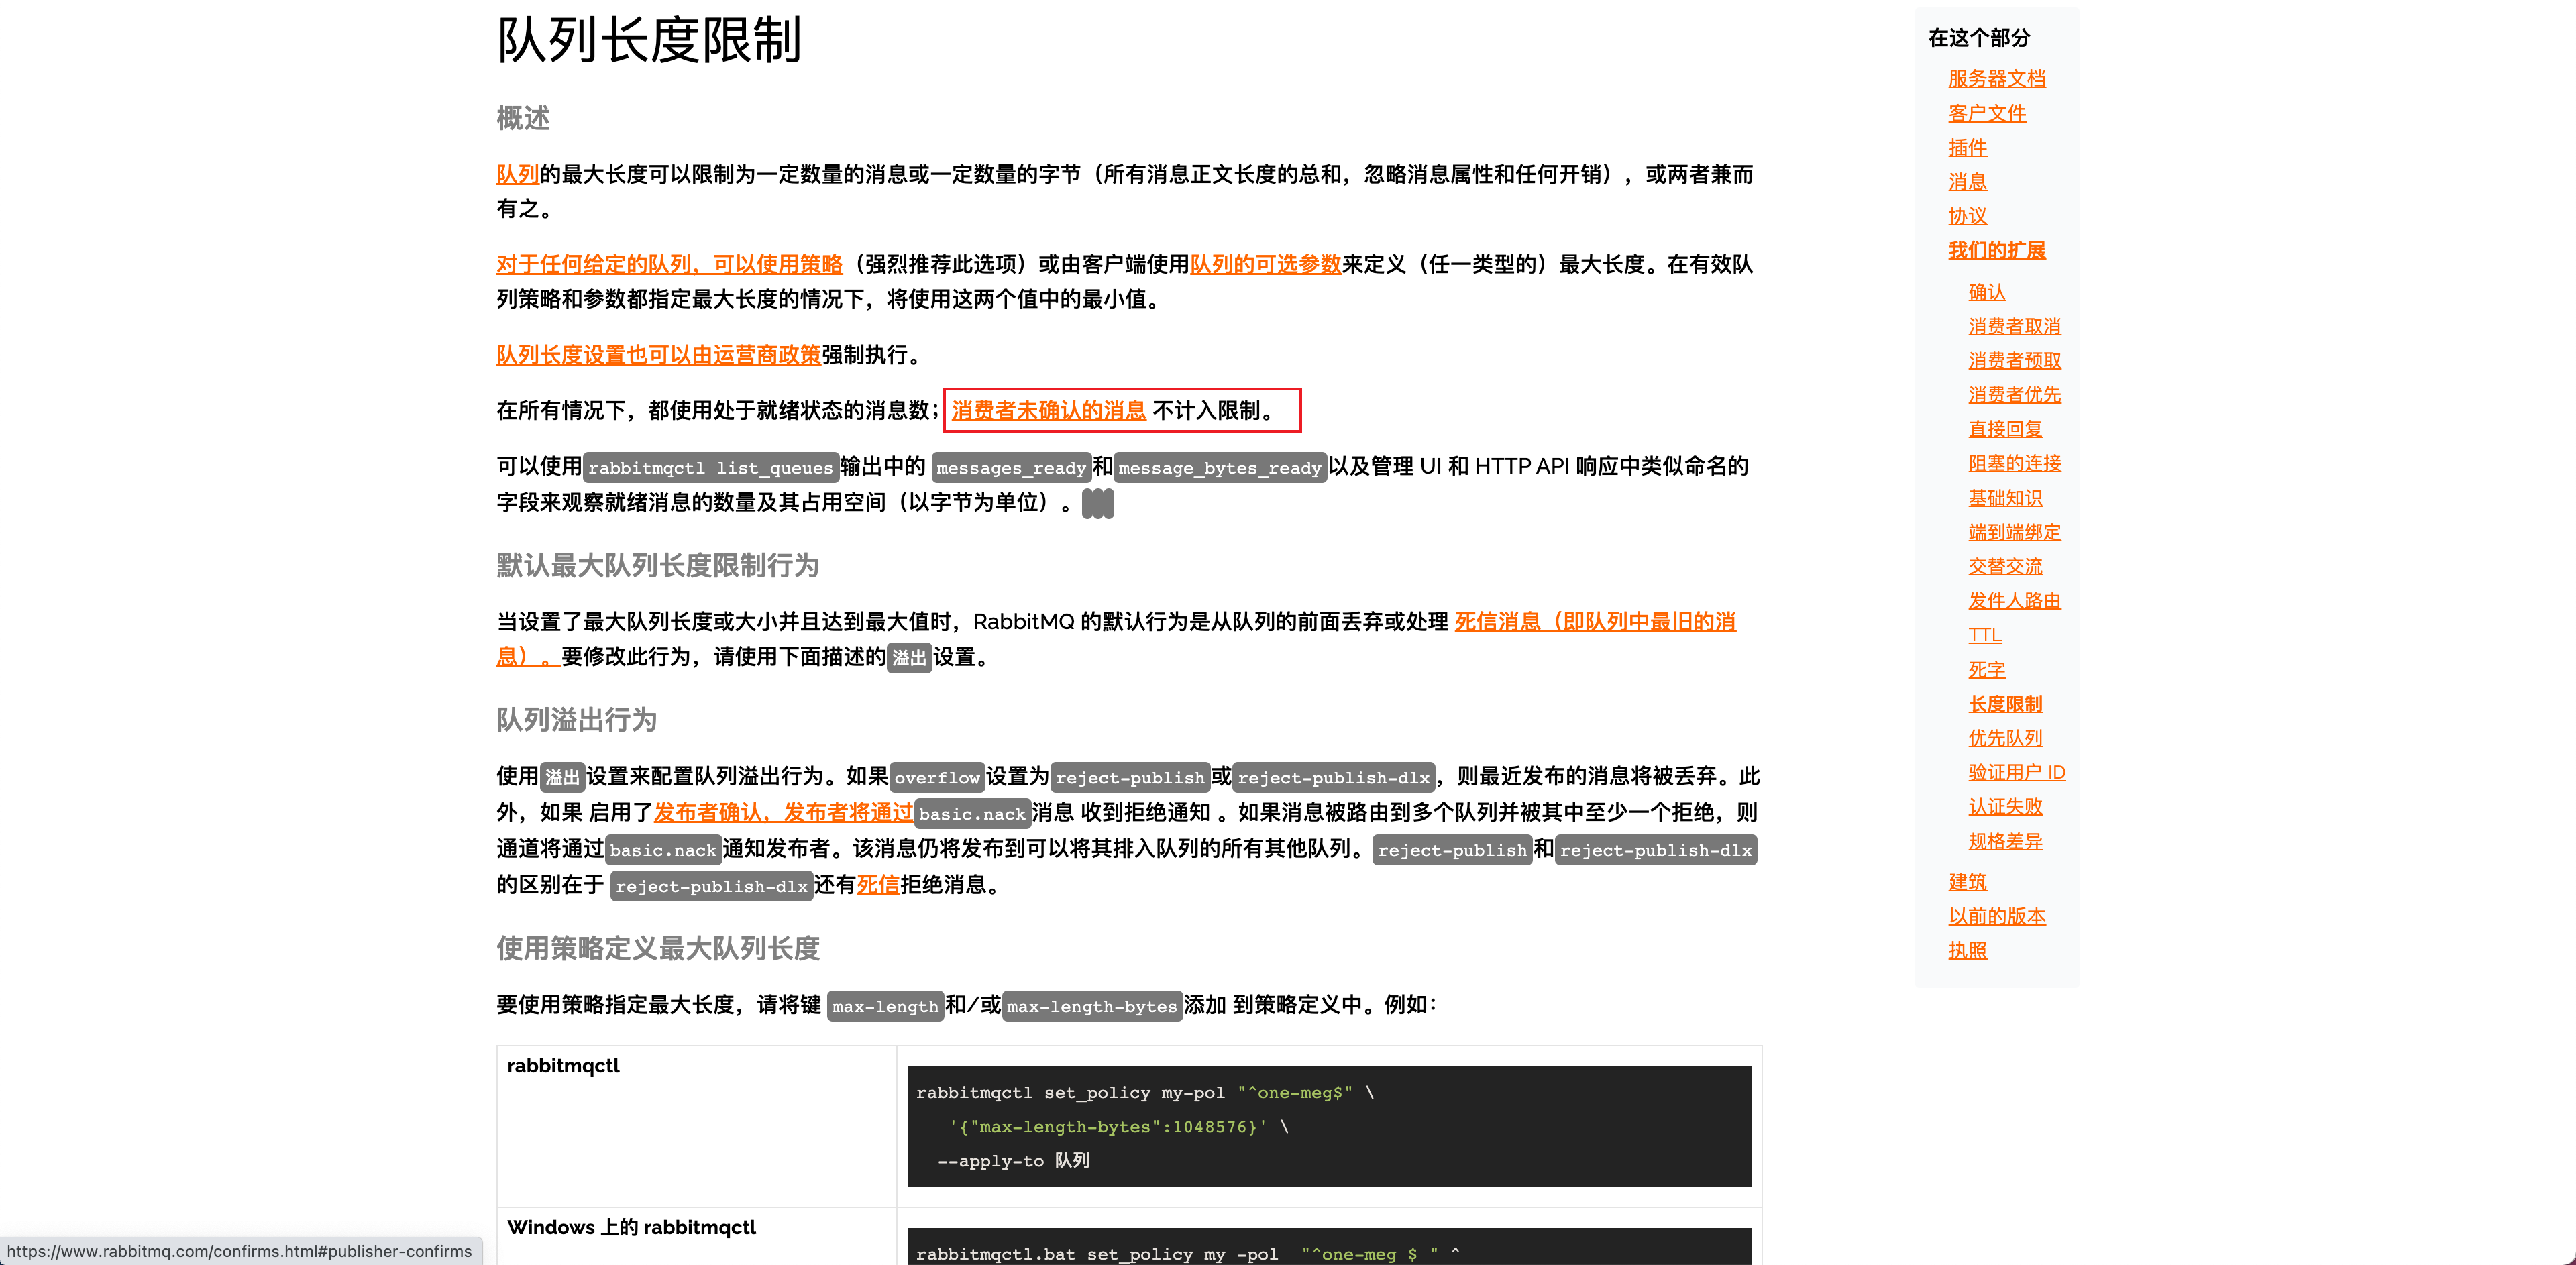 队列长度限制
概述
队列的最大长度可以限制为一定数量的消息或一定数量的字节（所有消息正文长度的总和，忽略消息属性和任何开销），或两者兼而
有之。
对于任何给定的队列，可以使用策略（强烈推荐此选项）或由客户端使用队列的可选参数来定义（任一类型的）最大长度。在有效队
列策略和参数都指定最大长度的情况下，将使用这两个值中的最小值。
队列长度设置也可以由运营商政策强制执行。
在所有情况下，都使用处于就绪状态的消息数；消费者未确认的消息 不计入限制。
可以使用rabbitmqctl list_queues输出中的 messages_ready和message_bytes_ready以及管理 UI 和 HTTP API 响应中类似命名的
字段来观察就绪消息的数量及其占用空间（以字节为单位）。
默认最大队列长度限制行为
当设置了最大队列长度或大小并且达到最大值时，RabbitMQ 的默认行为是从队列的前面丢弃或处理 死信消息（即队列中最旧的消
息）。要修改此行为，请使用下面描述的溢出设置。
队列溢出行为
使用溢出设置来配置队列溢出行为。如果overflow设置为reject-publish或reject-publish-dlx，则最近发布的消息将被丢弃。此
外，如果 启用了发布者确认，发布者将通过basic.nack消息 收到拒绝通知 。如果消息被路由到多个队列并被其中至少一个拒绝，则
通道将通过basic.nack通知发布者。该消息仍将发布到可以将其排入队列的所有其他队列。reject-publish和reject-publish-dlx
的区别在于 reject-publish-dlx还有死信拒绝消息。
使用策略定义最大队列长度
要使用策略指定最大长度，请将键 max-length和/或max-length-bytes添加 到策略定义中。例如：
rabbitmqctl
rabbitmqctl set_policy my-pol "^one-meg$" \
'{"max-length-bytes":1048576}' \
--apply-to 队列
Windows 上的 rabbitmqctl
rabbitmqctl.bat set_policy my -pol "^one-meg $ " ^
在这个部分
服务器文档
客户文件
插件
消息
协议
我们的扩展
确认
消费者取消
消费者预取
消费者优先
直接回复
阻塞的连接
基础知识
端到端绑定
交替交流
发件人路由
TTL
死字
长度限制
优先队列
验证用户 ID
认证失败
规格差异
建筑
以前的版本
执照
https://www.rabbitmq.com/confirms.html#publisher-confirms